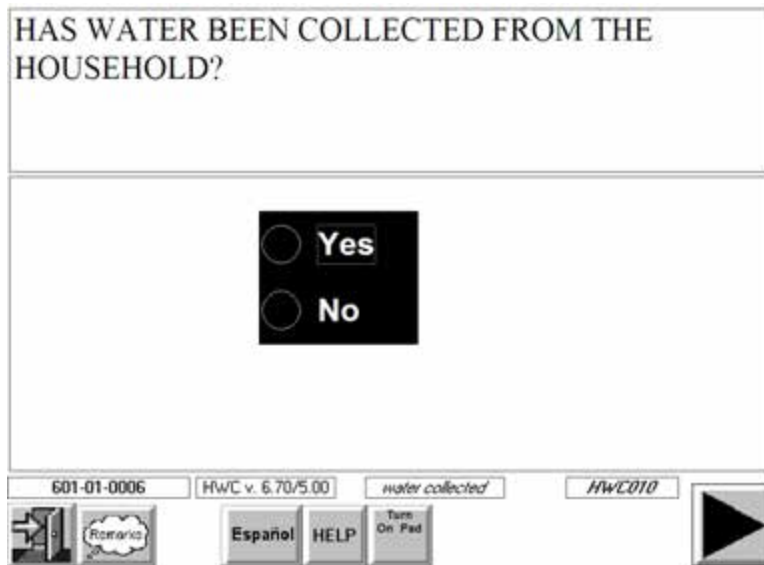 HAS WATER BEEN COLLECTED FROM THE
HOUSEHOLD?
Yes
No
601-01-0006
HWC v. 6.70/5.00
water collected
HWC010
Remarks
Español
HELP
Turn
On Pad